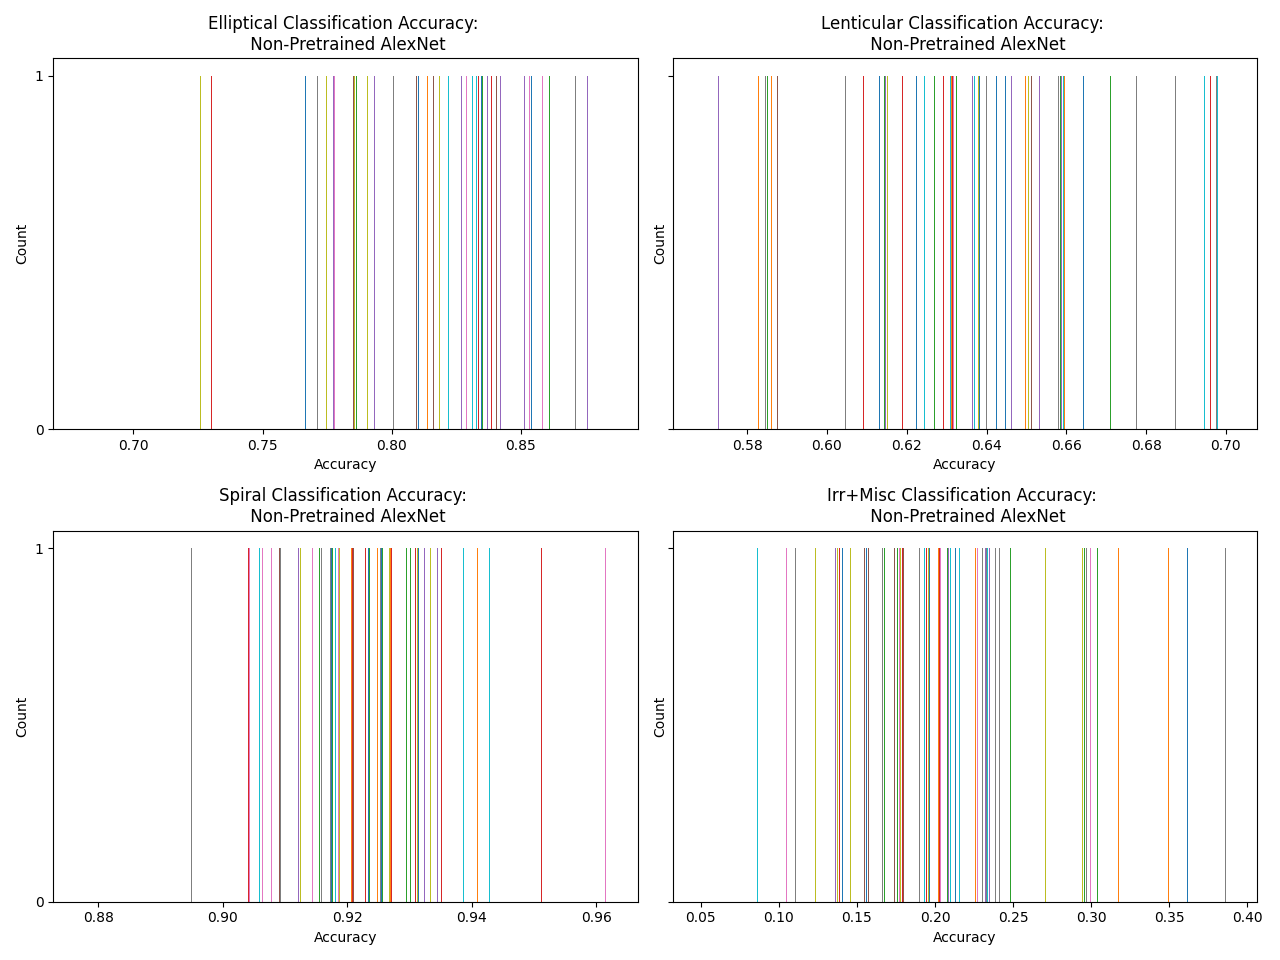 Elliptical Classification Accuracy:
Non-Pretrained AlexNet
Count
1
0
0.70 0.75 0.80 0.85
Accuracy
Lenticular Classification Accuracy:
Non-Pretrained AlexNet
Count
0.58 0.60 0.62 0.64 0.66 0.68 0.70
Accuracy
Spiral Classification Accuracy:
Non-Pretrained AlexNet
Count
1
0
0.88 0.90 0.92 0.94 0.96
Accuracy
Irr+Misc Classification Accuracy:
Non-Pretrained AlexNet
Count
0.05 0.10 0.15 0.20 0.25 0.30 0.35 0.40
Accuracy